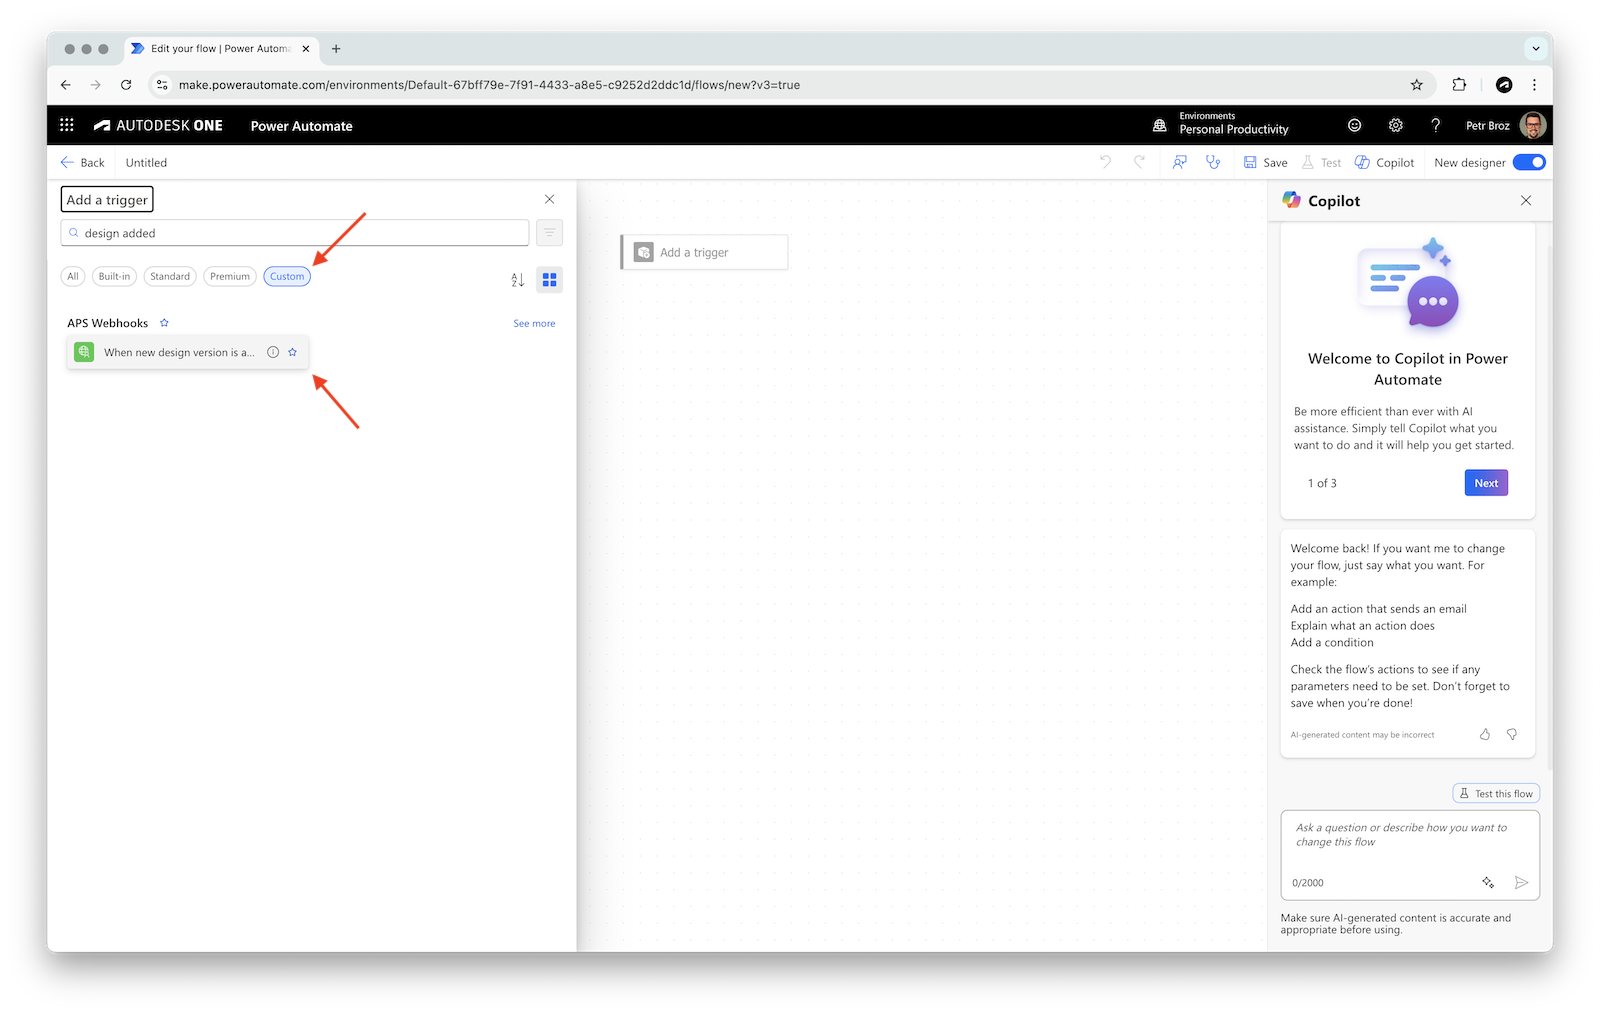 Edit your flow | Power Automa
make.powerautomate.com/environments/Default-67bff79e-7f91-4433-a8e5-c9252d2ddc1d/flows/new?v3=true
AUTODESK ONE
Power Automate
Environments
Personal Productivity
Petr Broz
Back
Untitled
Save
Test
Copilot
New designer
Add a trigger
design added
All
Built-in
Standard
Premium
Custom
APS Webhooks
See more
When new design version is a...
Add a trigger
Copilot
Welcome to Copilot in Power
Automate
Be more efficient than ever with AI
assistance. Simply tell Copilot what you
want to do and it will help you get started.
1 of 3
Next
Welcome back! If you want me to change
your flow, just say what you want. For
example:
Add an action that sends an email
Explain what an action does
Add a condition
Check the flow's actions to see if any
parameters need to be set. Don't forget to
save when you're done!
AI-generated content may be incorrect
Test this flow
Ask a question or describe how you want to
change this flow
0/2000
Make sure AI-generated content is accurate and
appropriate before using.